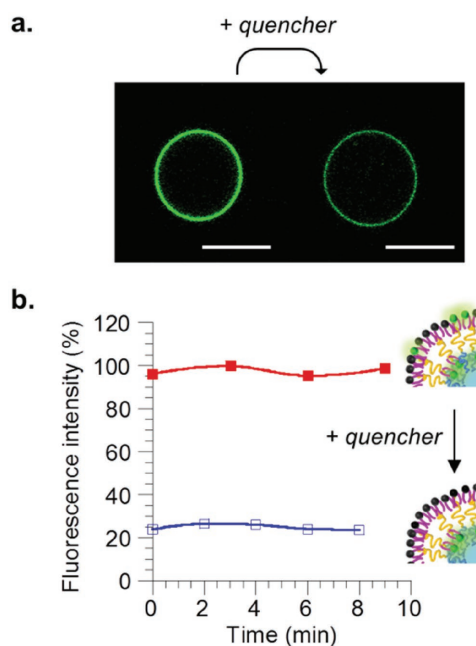 a.
+ quencher
b.
Fluorescence intensity (%)
120
100
80
60
40
20
0
0 2 4 6 8 10
Time (min)
+ quencher